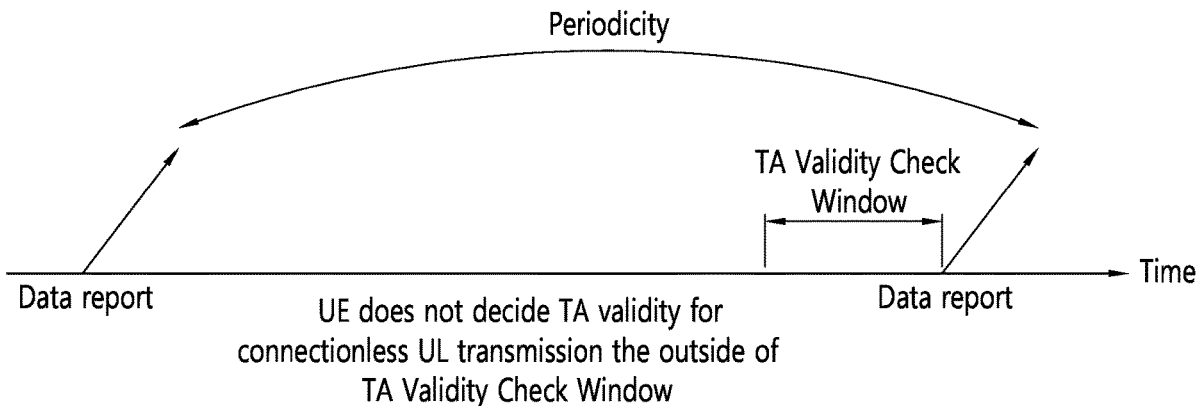 Periodicity
TA Validity Check
Window
Time
Data report
Data report
UE does not decide TA validity for
connectionless UL transmission the outside of
TA Validity Check Window